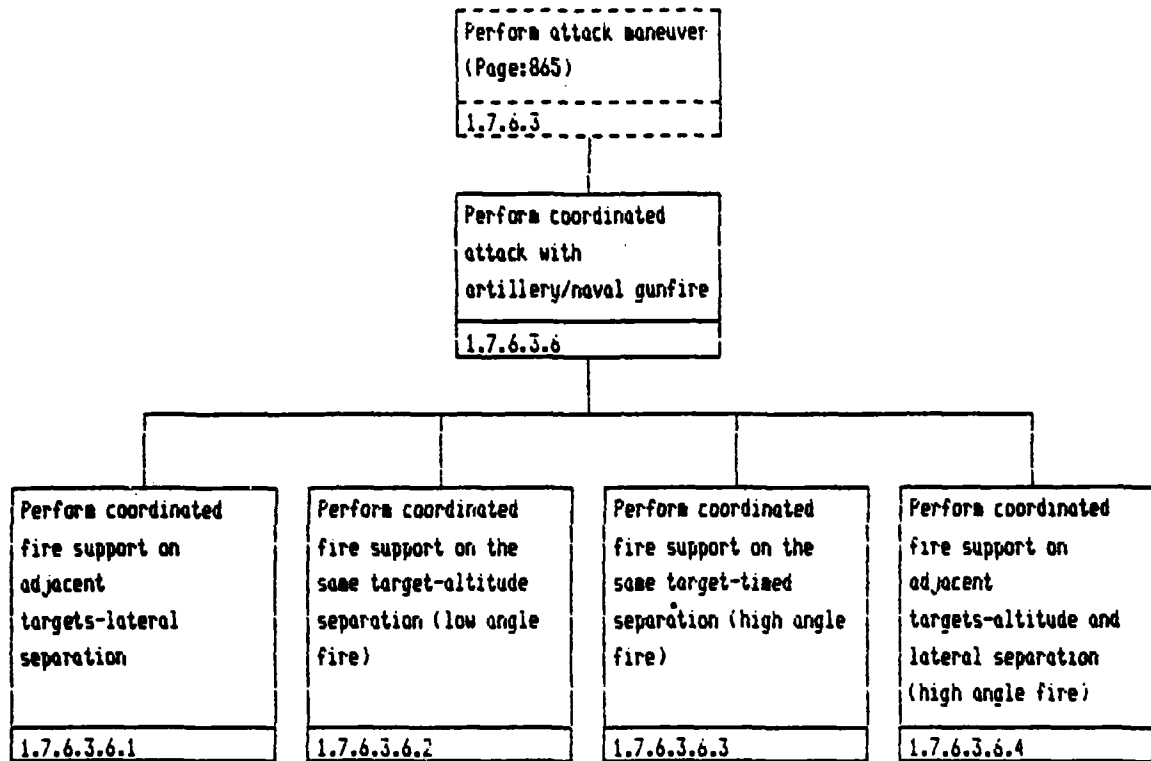 Perform attack maneuver
(Page:865)
1.7.6.3
Perform coordinated
attack with
artillery/naval gunfire
1.7.6.3.6
Perform coordinated
fire support on
adjacent
targets-lateral
separation
1.7.6.3.6.1
Perform coordinated
fire support on the
same target-altitude
separation (low angle
fire)
1.7.6.3.6.2
Perform coordinated
fire support on the
same target-timed
separation (high angle
fire)
1.7.6.3.6.3
Perform coordinated
fire support on
adjacent
targets-altitude and
lateral separation
(high angle fire)
1.7.6.3.6.4